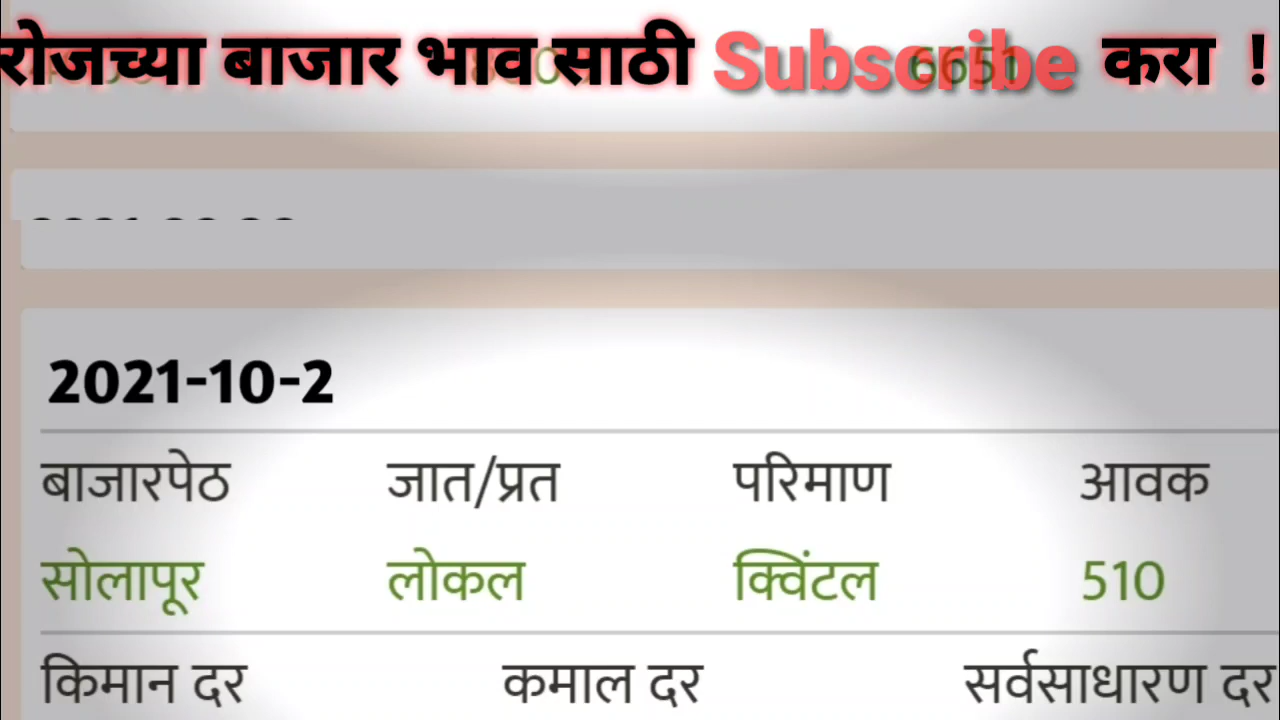 रोजच्या बाजार भाव साठी Subscribe करा !
6651
2021-10-2
बाजारपेठ जात/प्रत परिमाण आवक
सोलापूर लोकल क्विंटल 510
किमान दर कमाल दर सर्वसाधारण दर